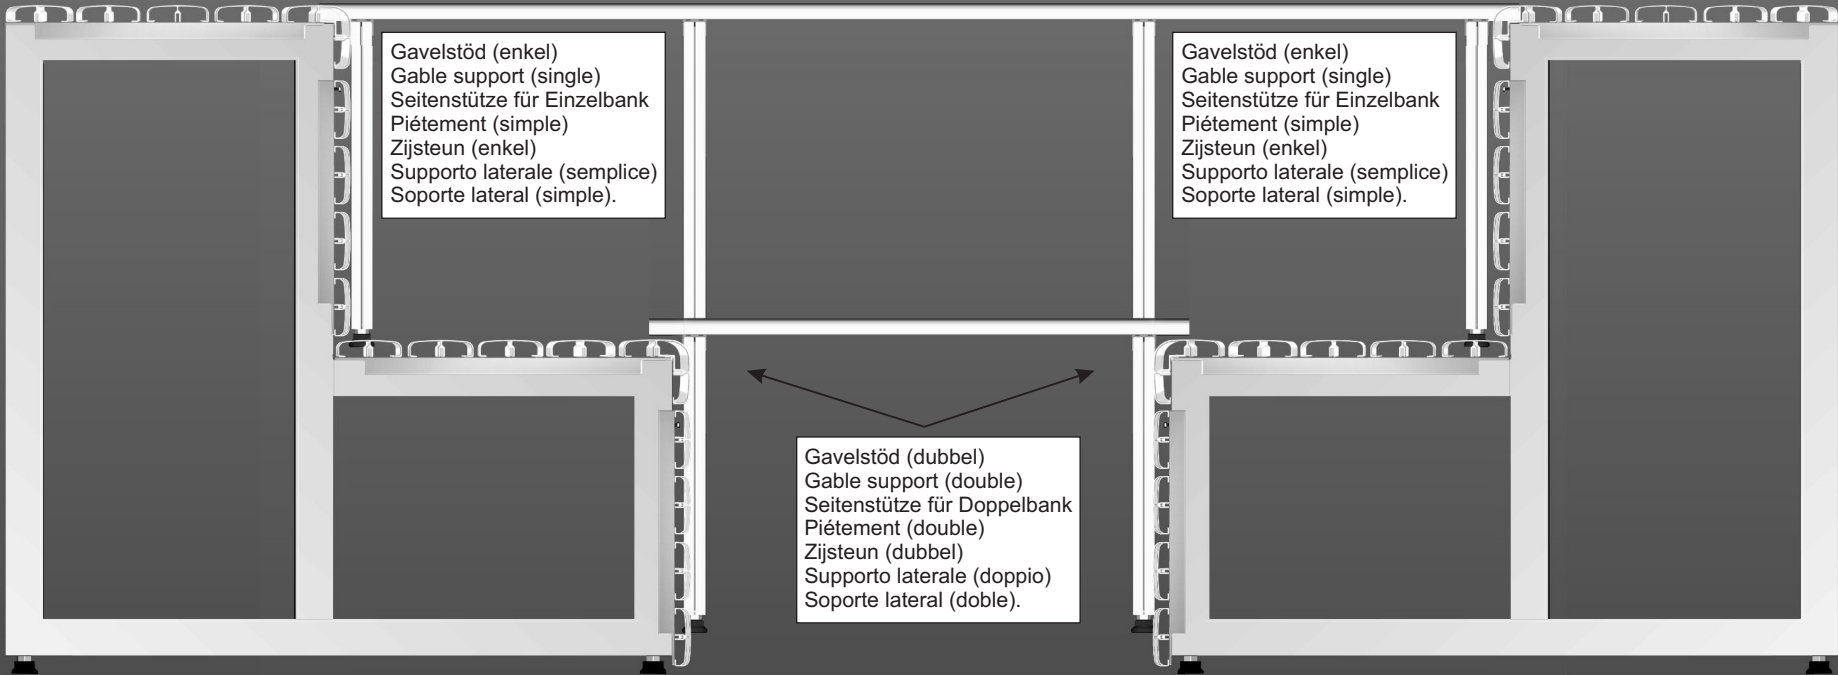 Gavelstöd (enkel)
Gable support (single)
Seitenstütze für Einzelbank
Piétement (simple)
Zijsteun (enkel)
Supporto laterale (semplice)
Soporte lateral (simple).
Gavelstöd (enkel)
Gable support (single)
Seitenstütze für Einzelbank
Piétement (simple)
Zijsteun (enkel)
Supporto laterale (semplice)
Soporte lateral (simple).
Gavelstöd (dubbel)
Gable support (double)
Seitenstütze für Doppelbank
Piétement (double)
Zijsteun (dubbel)
Supporto laterale (doppio)
Soporte lateral (doble).